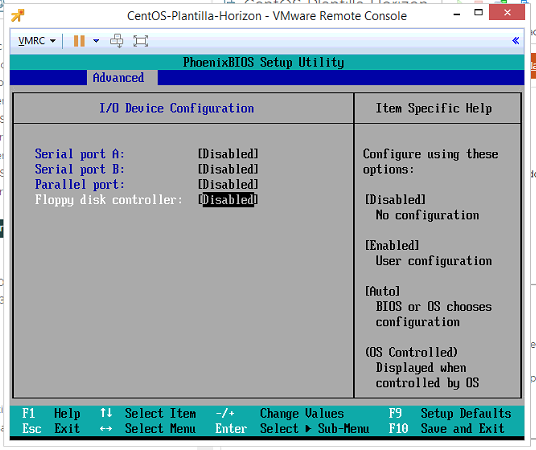 CentOS-Plantilla-Horizon - VMware Remote Console
VMRC
PhoenixBIOS Setup Utility
Advanced
I/O Device Configuration
Item Specific Help
Serial port A: [Disabled]
Serial port B: [Disabled]
Parallel port: [Disabled]
Floppy disk controller: [Disabled]
Configure using these
options:
[Disabled]
No configuration
[Enabled]
User configuration
[Auto]
BIOS or OS chooses
configuration
(OS Controlled)
Displayed when
controlled by OS
F1 Help ↑↓ Select Item -/+ Change Values F9 Setup Defaults
Esc Exit ↔ Select Menu Enter Select ▶ Sub-Menu F10 Save and Exit